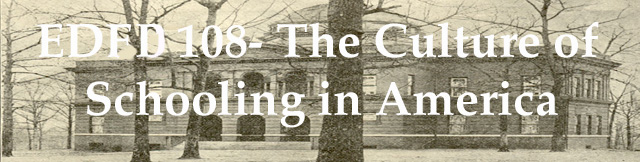 EDFD 108- The Culture of
Schooling in America